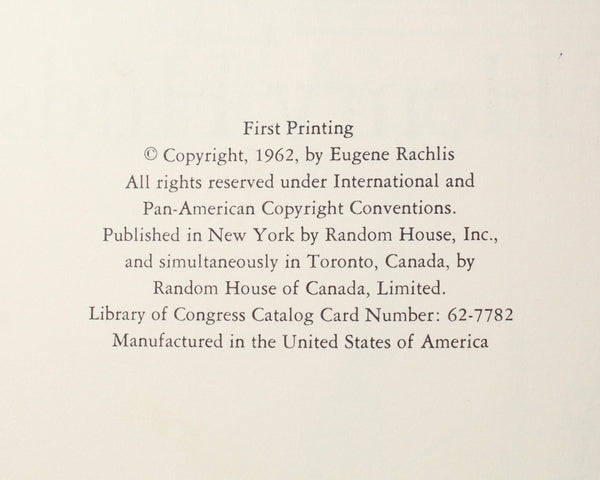 First Printing
© Copyright, 1962, by Eugene Rachlis
All rights reserved under International and
Pan-American Copyright Conventions.
Published in New York by Random House, Inc.,
and simultaneously in Toronto, Canada, by
Random House of Canada, Limited.
Library of Congress Catalog Card Number: 62-7782
Manufactured in the United States of America